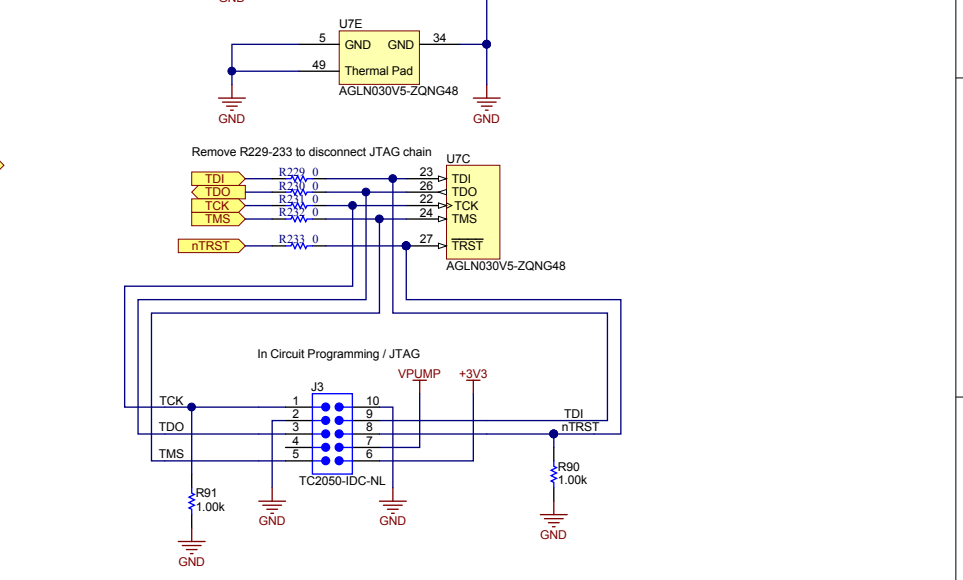 GND
U7E
5 GND GND 34
49 Thermal Pad
AGLN030V5-ZQNG48
GND GND
Remove R229-233 to disconnect JTAG chain
U7C
TDI R229 0 23 TDI
TDO R230 0 26 TDO
TCK R231 0 22 TCK
TMS R232 0 24 TMS
nTRST R233 0 27 TRST
AGLN030V5-ZQNG48
In Circuit Programming / JTAG
VPUMP +3V3
J3
TCK 1 10
2 9 TDI
TDO 3 8 nTRST
4 7
TMS 5 6
TC2050-IDC-NL
R90
1.00k
R91
1.00k
GND GND
GND
GND